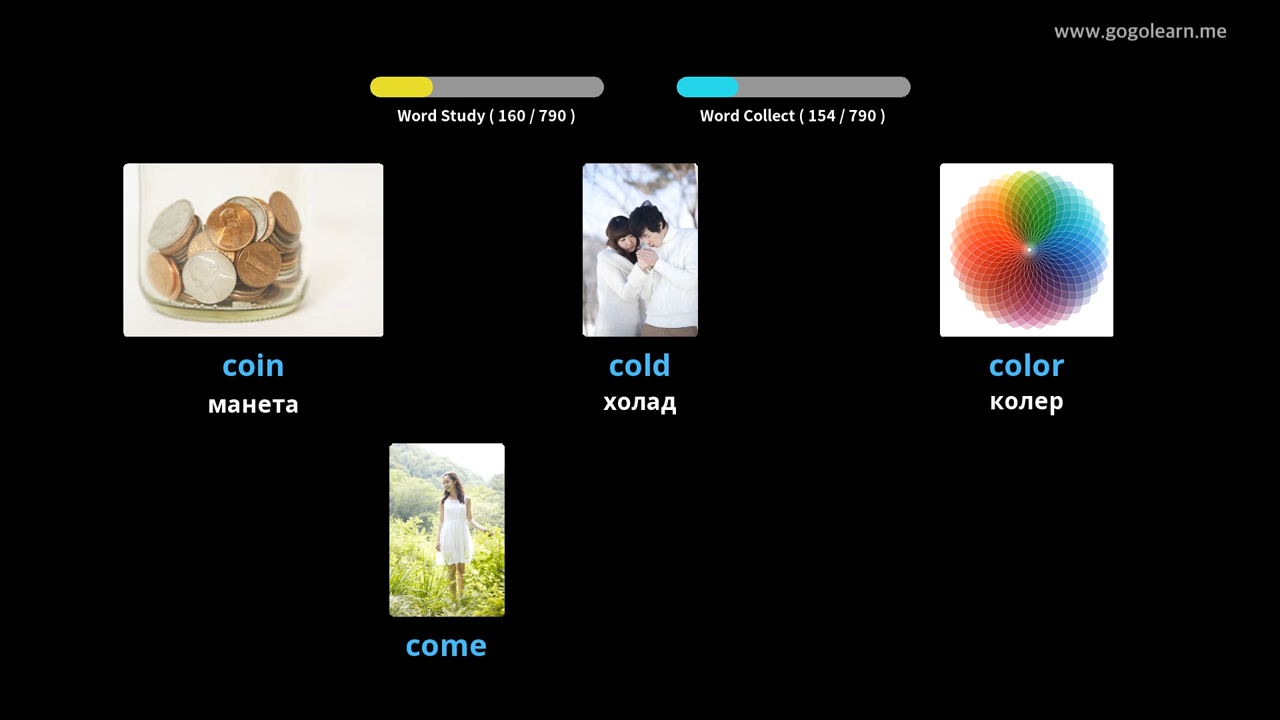 www.gogolearn.me
Word Study ( 160 / 790 )
Word Collect ( 154 / 790 )
coin
cold
color
манета
холад
колер
come